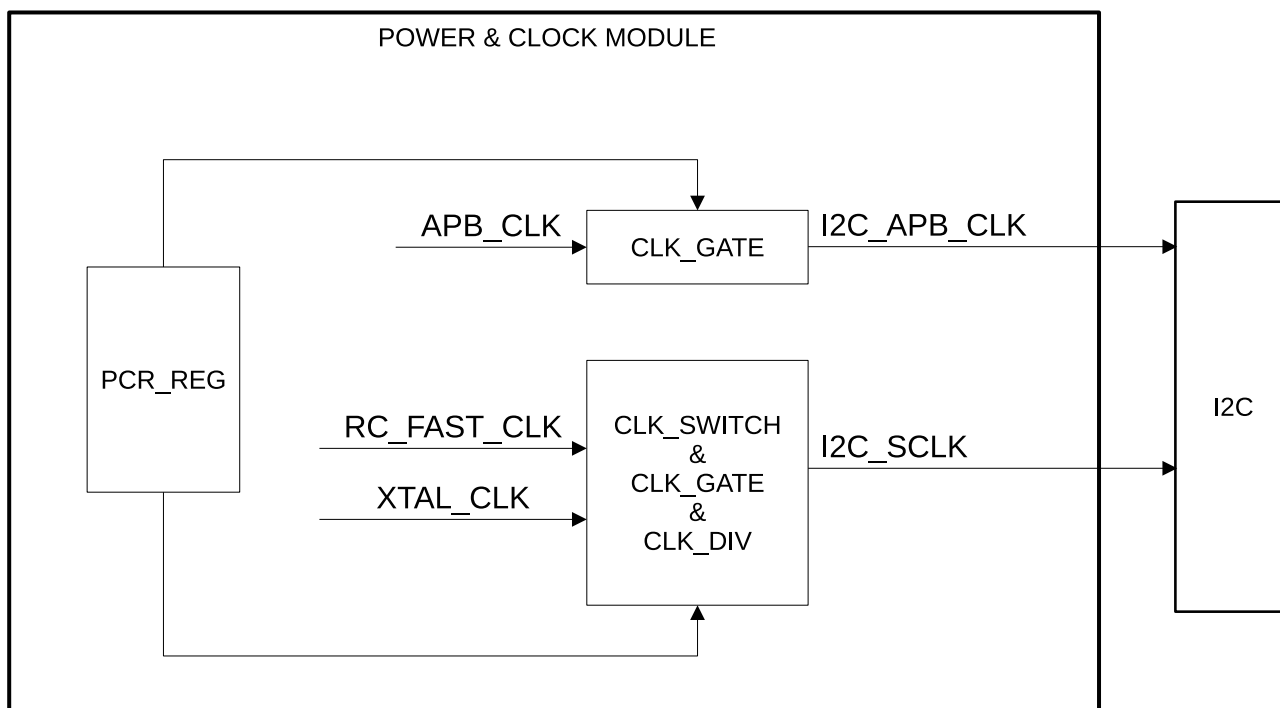 POWER & CLOCK MODULE
APB_CLK
CLK_GATE
I2C_APB_CLK
PCR_REG
RC_FAST_CLK
XTAL_CLK
CLK_SWITCH
&
CLK_GATE
&
CLK_DIV
I2C_SCLK
I2C